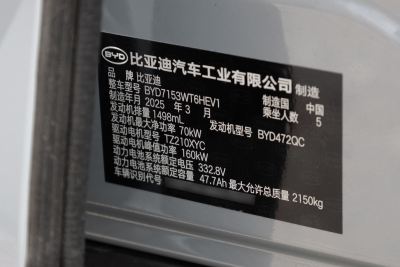 BYD 比亚迪汽车工业有限公司 制造
品 牌 比亚迪
整车型号 BYD7153WT6HEV1 制造国 中国
制造年月 2025 年 3 月 乘坐人数 5
发动机排量 1498mL 发动机型号 BYD472QC
发动机最大净功率 70kW
驱动电机型号 TZ210XYC
驱动电机峰值功率 160kW
动力电池系统额定电压 332.8V
动力电池系统额定容量 47.7Ah 最大允许总质量 2150kg
车辆识别代号